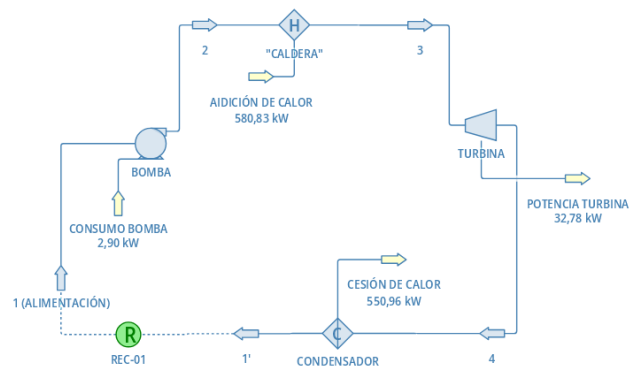 H
2
"CALDERA"
3
AIDICIÓN DE CALOR
580,83 kW
BOMBA
TURBINA
CONSUMO BOMBA
2,90 kW
POTENCIA TURBINA
32,78 kW
CESIÓN DE CALOR
550,96 kW
1 (ALIMENTACIÓN)
R
C
REC-01
1'
CONDENSADOR
4